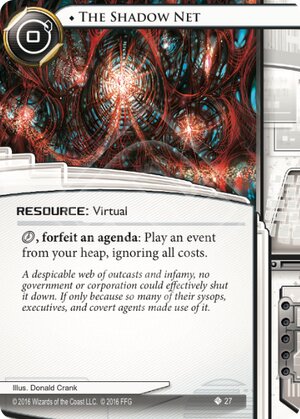 THE SHADOW NET
0
RESOURCE: Virtual
, forfeit an agenda: Play an event
from your heap, ignoring all costs.
A despicable web of outcasts and infamy, no
government or corporation could effectively shut
it down. If only because so many of their sysops,
executives, and covert agents made use of it.
Illus. Donald Crank
© 2016 Wizards of the Coast LLC. © 2016 FFG
27